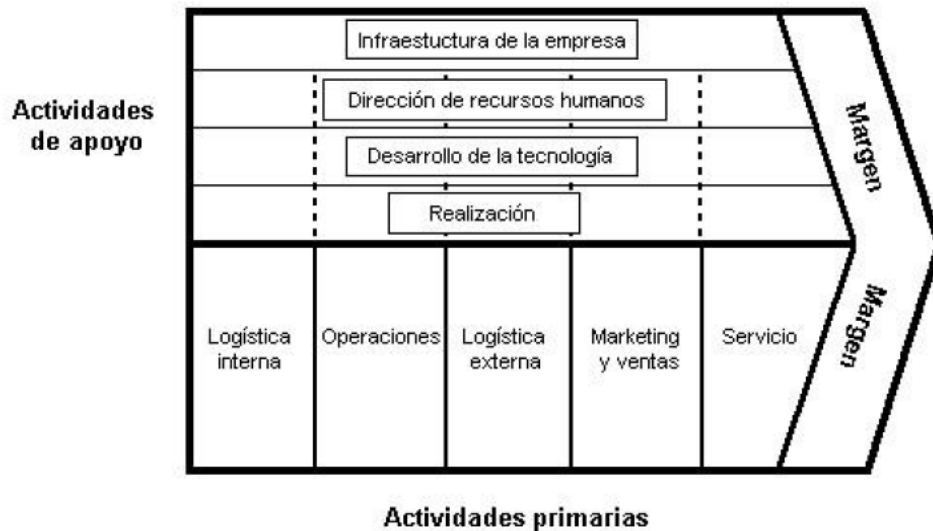 Infraestuctura de la empresa
Actividades
de apoyo
Dirección de recursos humanos
Desarrollo de la tecnología
Realización
Margen
Margen
Logística
interna
Operaciones
Logística
externa
Marketing
y ventas
Servicio
Actividades primarias